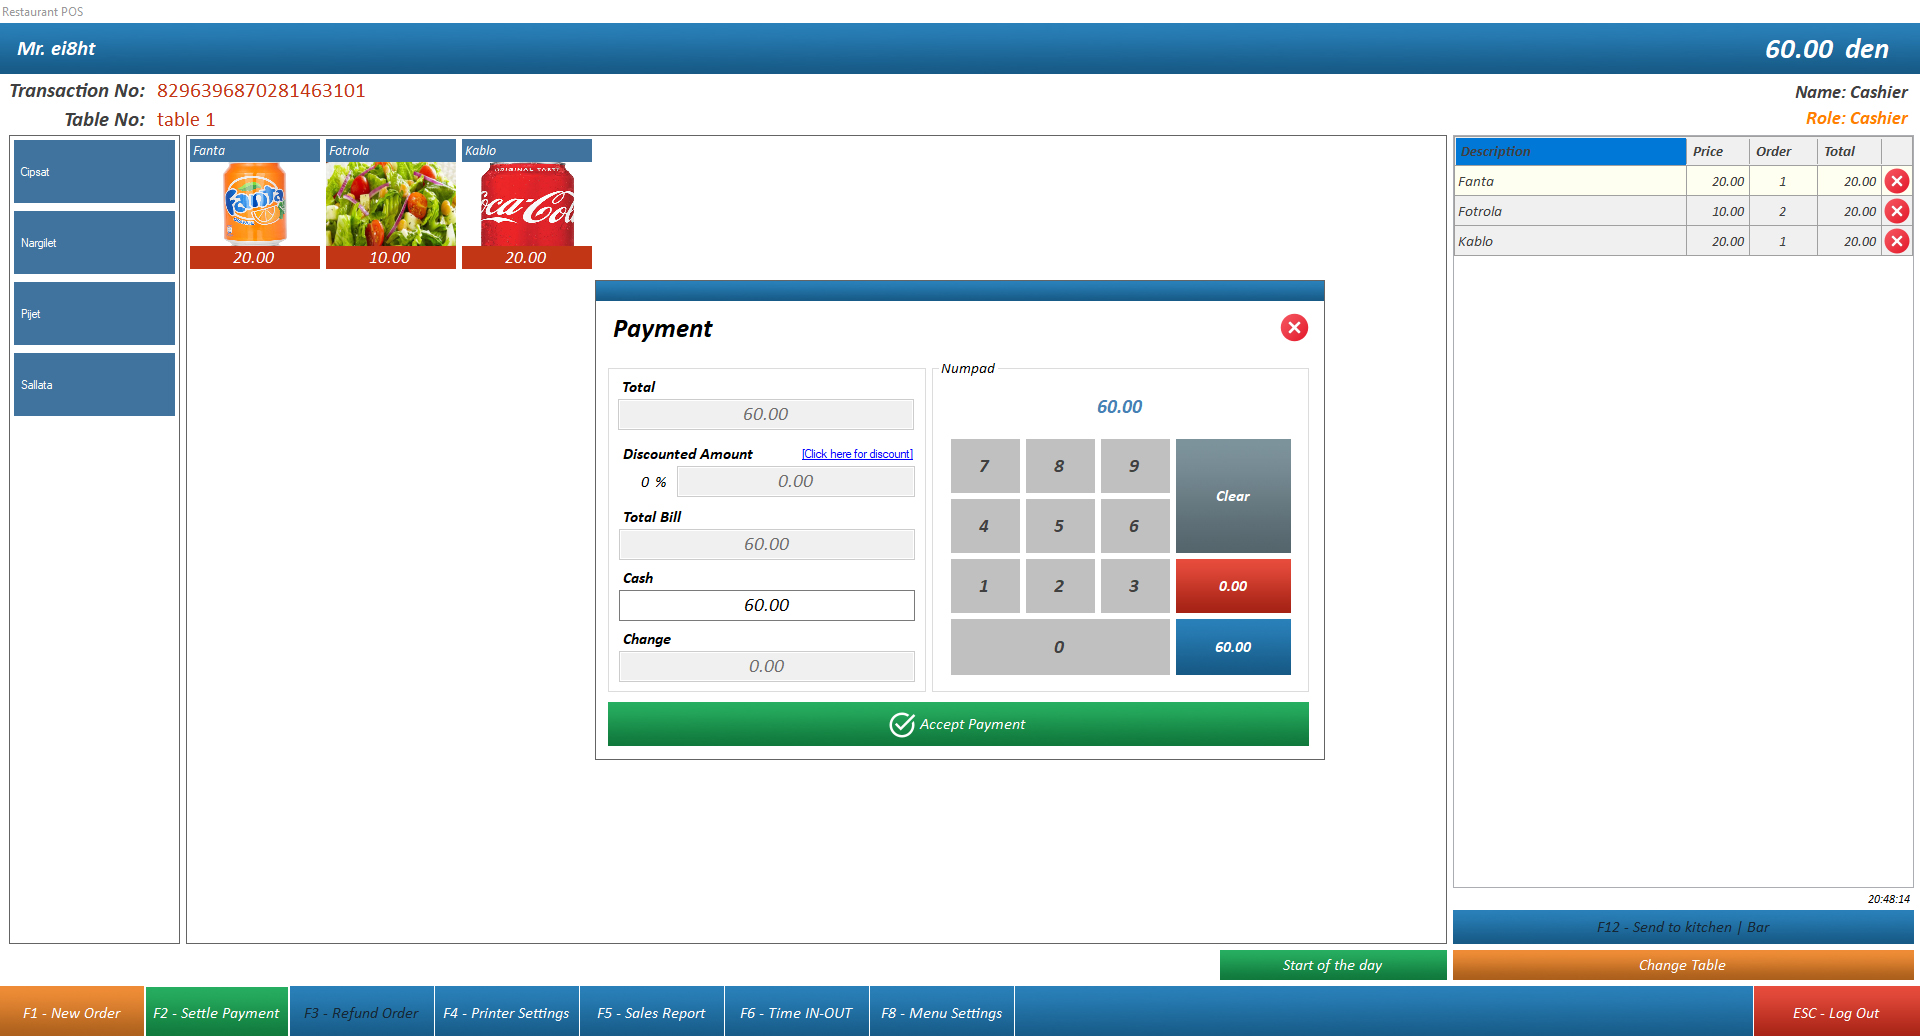 Restaurant POS
Mr. ei8ht
60.00 den
Transaction No: 8296396870281463101
Table No: table 1
Name: Cashier
Role: Cashier
Cipsat
Nargilet
Pijet
Sallata
Fanta
Fotrola
Kablo
Fanta
ORIGINAL TASTE
Coca-Cola
20.00
10.00
20.00
Description Price Order Total
Fanta 20.00 1 20.00
Fotrola 10.00 2 20.00
Kablo 20.00 1 20.00
Payment
Total
60.00
Discounted Amount [Click here for discount]
0 % 0.00
Total Bill
60.00
Cash
60.00
Change
0.00
Numpad
60.00
7 8 9 Clear
4 5 6
1 2 3 0.00
0 60.00
Accept Payment
20:48:14
F12 - Send to kitchen | Bar
Start of the day
Change Table
F1 - New Order
F2 - Settle Payment
F3 - Refund Order
F4 - Printer Settings
F5 - Sales Report
F6 - Time IN-OUT
F8 - Menu Settings
ESC - Log Out